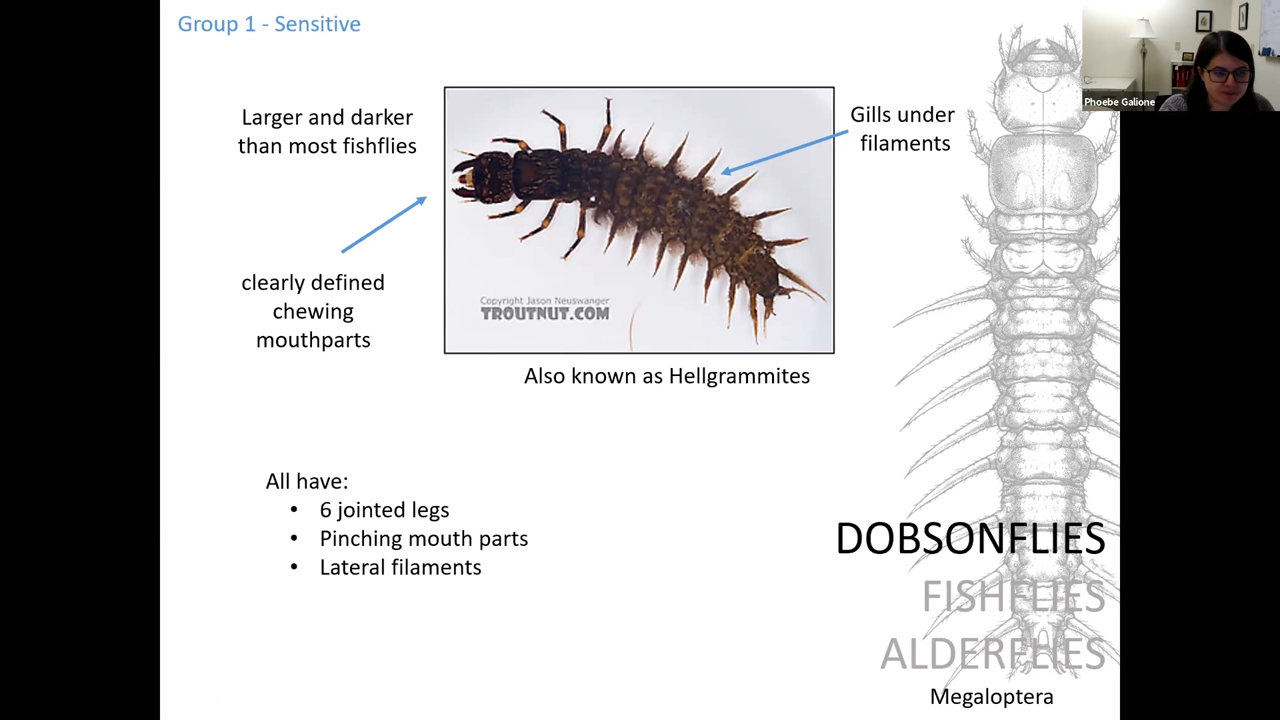 Group 1 - Sensitive
Phoebe Galione
Larger and darker
than most fishflies
Gills under
filaments
clearly defined
chewing
mouthparts
Copyright Jason Neuswanger
TROUTNUT.COM
Also known as Hellgrammites
All have:
• 6 jointed legs
• Pinching mouth parts
• Lateral filaments
DOBSONFLIES
FISHFLIES
ALDERFLIES
Megaloptera